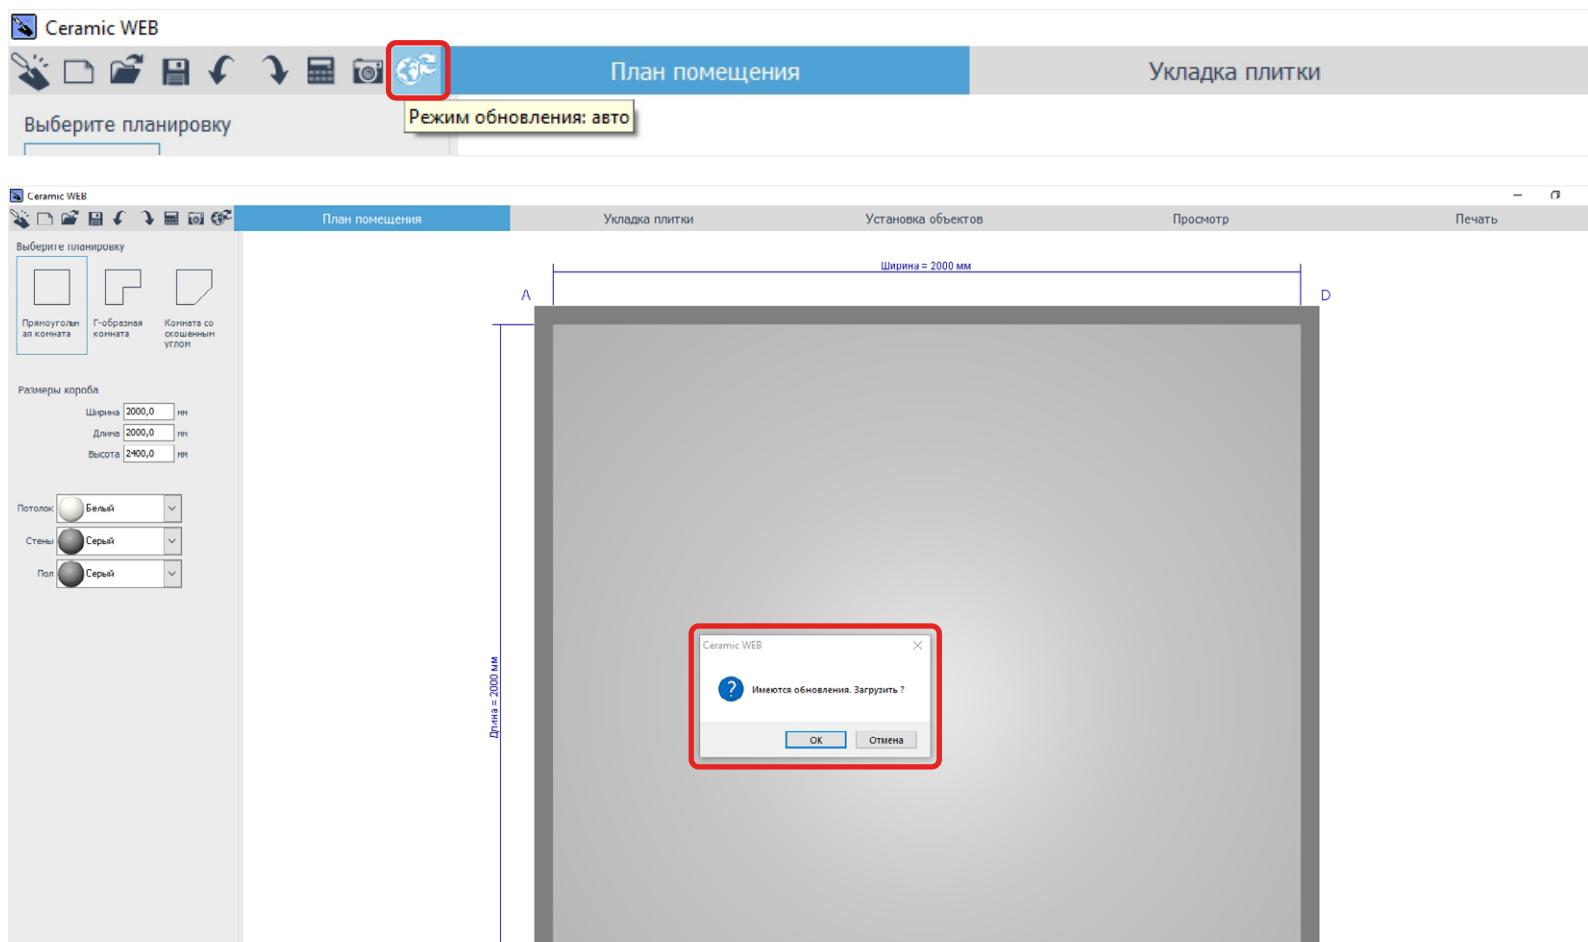 Ceramic WEB
План помещения
Укладка плитки
Режим обновления: авто
Выберите планировку
Ceramic WEB
План помещения
Укладка плитки
Установка объектов
Просмотр
Печать
Выберите планировку
Прямоугольн
ая комната
Г-образная
комната
Комната со
скошенным
углом
Размеры короба
Ширина 2000,0 мм
Длина 2000,0 мм
Высота 2400,0 мм
Потолок Белый
Стены Серый
Пол Серый
Ширина = 2000 мм
A
D
Длина = 2000 мм
Ceramic WEB
Имеются обновления. Загрузить ?
OK
Отмена